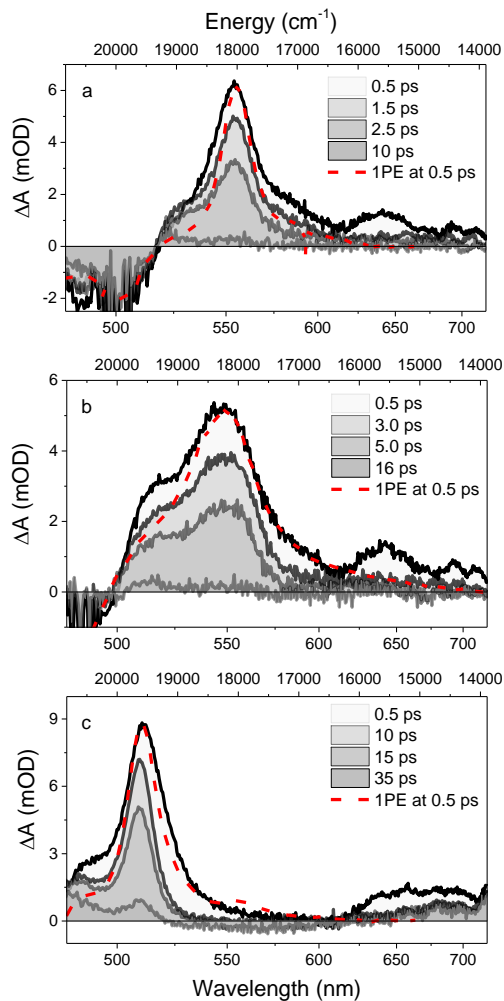 Energy (cm-1)
20000 19000 18000 17000 16000 15000 14000
a
0.5 ps
1.5 ps
2.5 ps
10 ps
1PE at 0.5 ps
ΔA (mOD)
6
4
2
0
-2
500 550 600 650 700
20000 19000 18000 17000 16000 15000 14000
b
0.5 ps
3.0 ps
5.0 ps
16 ps
1PE at 0.5 ps
ΔA (mOD)
6
4
2
0
500 550 600 650 700
20000 19000 18000 17000 16000 15000 14000
c
0.5 ps
10 ps
15 ps
35 ps
1PE at 0.5 ps
ΔA (mOD)
9
6
3
0
500 550 600 650 700
Wavelength (nm)